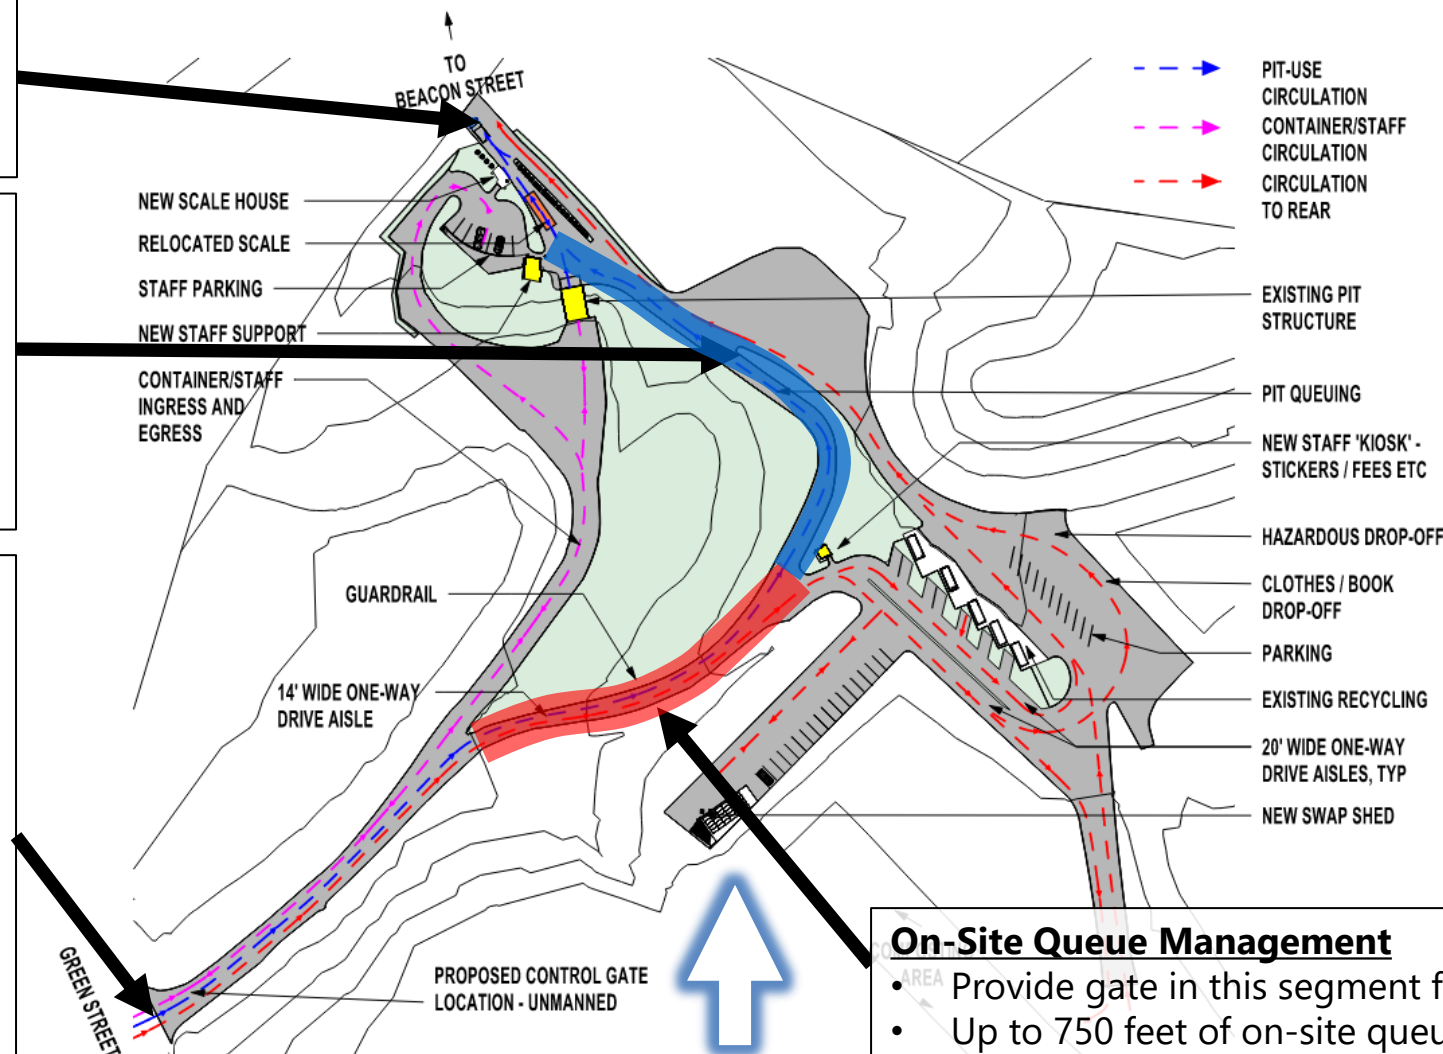 TO
BEACON STREET
PIT-USE
CIRCULATION
CONTAINER/STAFF
CIRCULATION
CIRCULATION
TO REAR
NEW SCALE HOUSE
RELOCATED SCALE
STAFF PARKING
NEW STAFF SUPPORT
CONTAINER/STAFF
INGRESS AND
EGRESS
EXISTING PIT
STRUCTURE
PIT QUEUING
NEW STAFF 'KIOSK' -
STICKERS / FEES ETC
HAZARDOUS DROP-OFF
CLOTHES / BOOK
DROP-OFF
PARKING
EXISTING RECYCLING
20' WIDE ONE-WAY
DRIVE AISLES, TYP
NEW SWAP SHED
GUARDRAIL
14' WIDE ONE-WAY
DRIVE AISLE
GREEN STREET
PROPOSED CONTROL GATE
LOCATION - UNMANNED
AREA
On-Site Queue Management
• Provide gate in this segment f
• Up to 750 feet of on-site queu